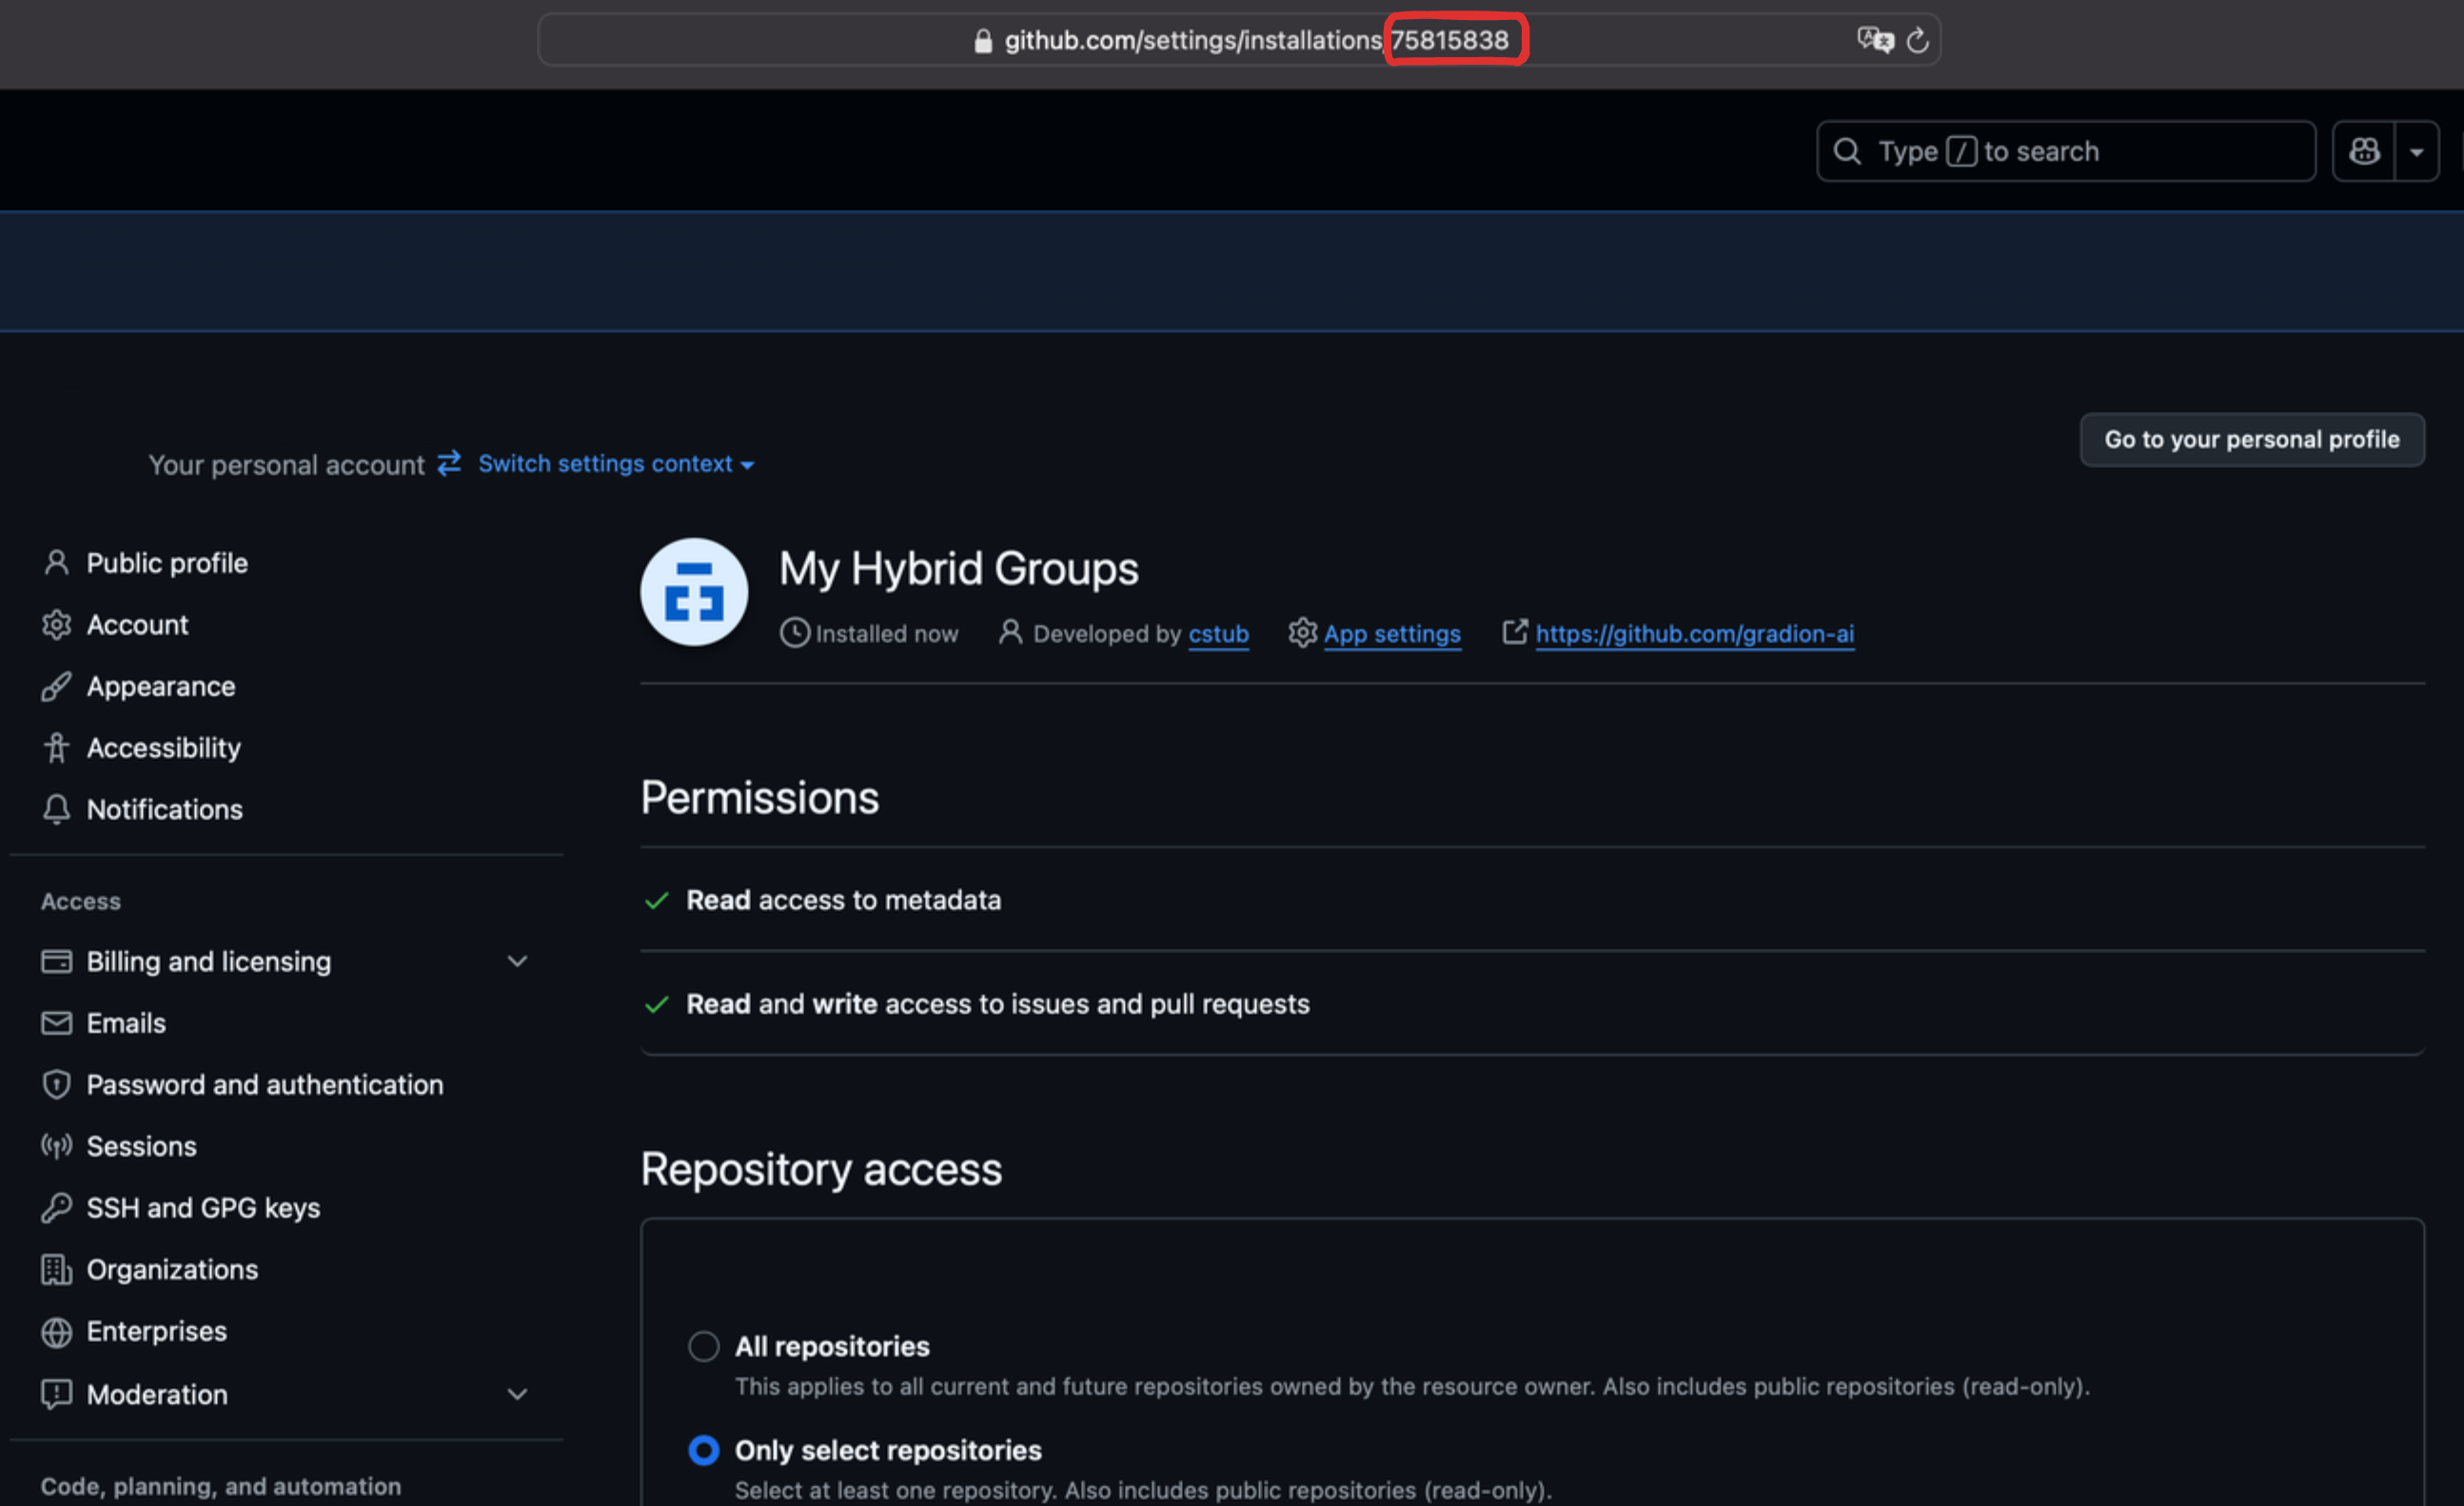 github.com/settings/installations/75815838
Type / to search
Go to your personal profile
Your personal account Switch settings context
Public profile
Account
Appearance
Accessibility
Notifications
Access
Billing and licensing
Emails
Password and authentication
Sessions
SSH and GPG keys
Organizations
Enterprises
Moderation
Code, planning, and automation
My Hybrid Groups
Installed now Developed by cstub App settings https://github.com/gradion-ai
Permissions
Read access to metadata
Read and write access to issues and pull requests
Repository access
All repositories
This applies to all current and future repositories owned by the resource owner. Also includes public repositories (read-only).
Only select repositories
Select at least one repository. Also includes public repositories (read-only).